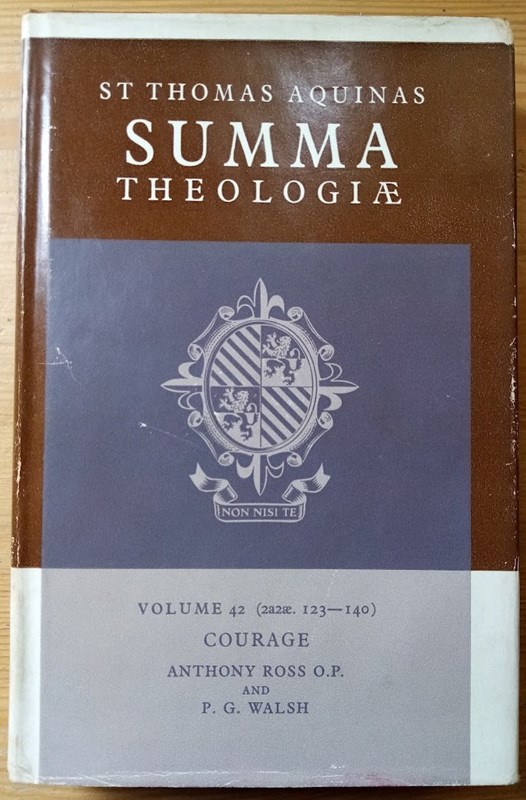 ST THOMAS AQUINAS
SUMMA
THEOLOGIÆ
NON NISI TE
VOLUME 42 (2a2æ. 123—140)
COURAGE
ANTHONY ROSS O.P.
AND
P. G. WALSH